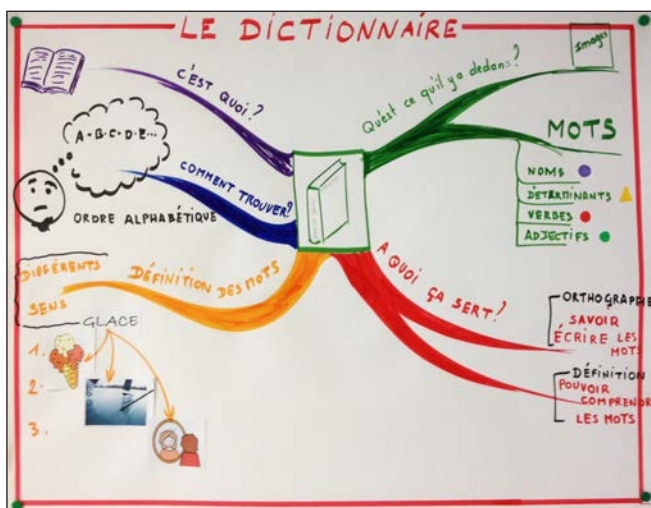 LE DICTIONNAIRE
C'EST QUOI?
A-B-C-D-E...
COMMENT TROUVER?
ORDRE ALPHABÉTIQUE
DÉFINITION DES MOTS
DIFFÉRENTS
SENS
GLACE
1.
2.
3.
Qu'est ce qu'il y a dedans?
Images
MOTS
NOMS
DÉTERMINANTS
VERBES
ADJECTIFS
A QUOI ÇA SERT?
ORTHOGRAPHE
SAVOIR
ÉCRIRE LES
MOTS
DÉFINITION
POUVOIR
COMPRENDRE
LES MOTS